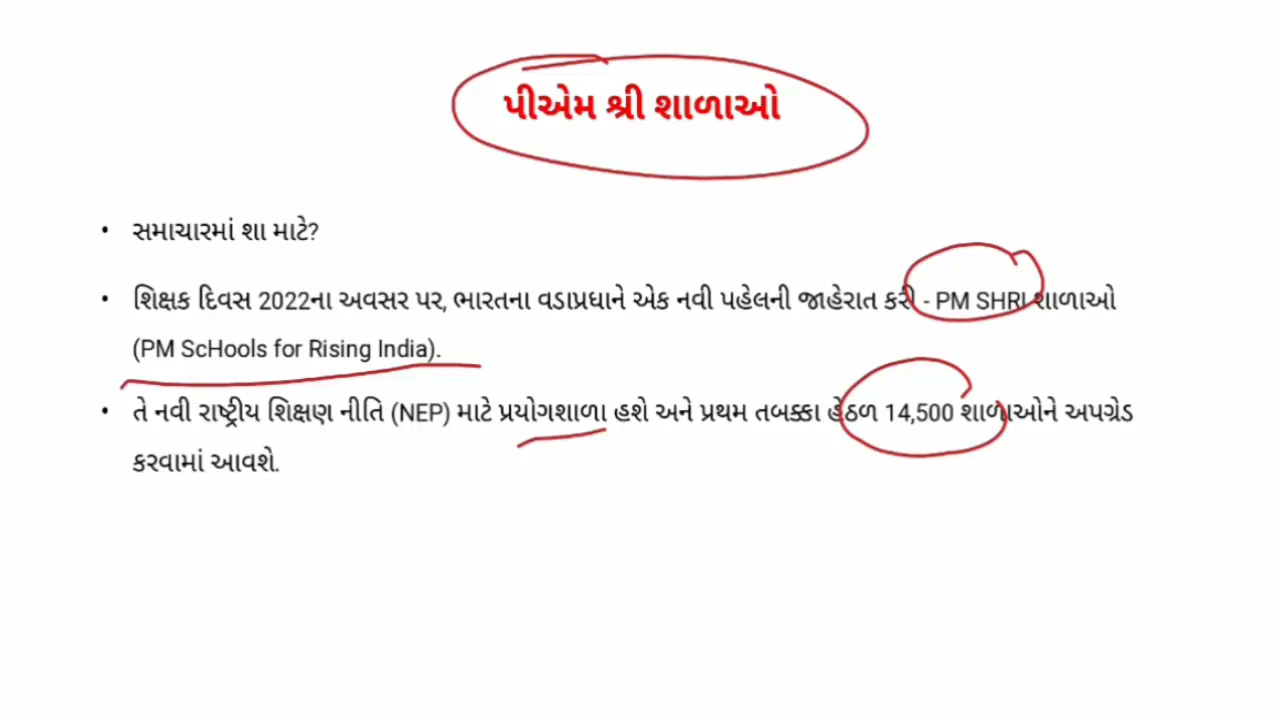 પીએમ શ્રી શાળાઓ
• સમાચારમાં શા માટે?
• શિક્ષક દિવસ 2022ના અવસર પર, ભારતના વડાપ્રધાને એક નવી પહેલની જાહેરાત કરી - PM SHRI શાળાઓ
(PM ScHools for Rising India).
• તે નવી રાષ્ટ્રીય શિક્ષણ નીતિ (NEP) માટે પ્રયોગશાળા હશે અને પ્રથમ તબક્કા હેઠળ 14,500 શાળાઓને અપગ્રેડ
કરવામાં આવશે.